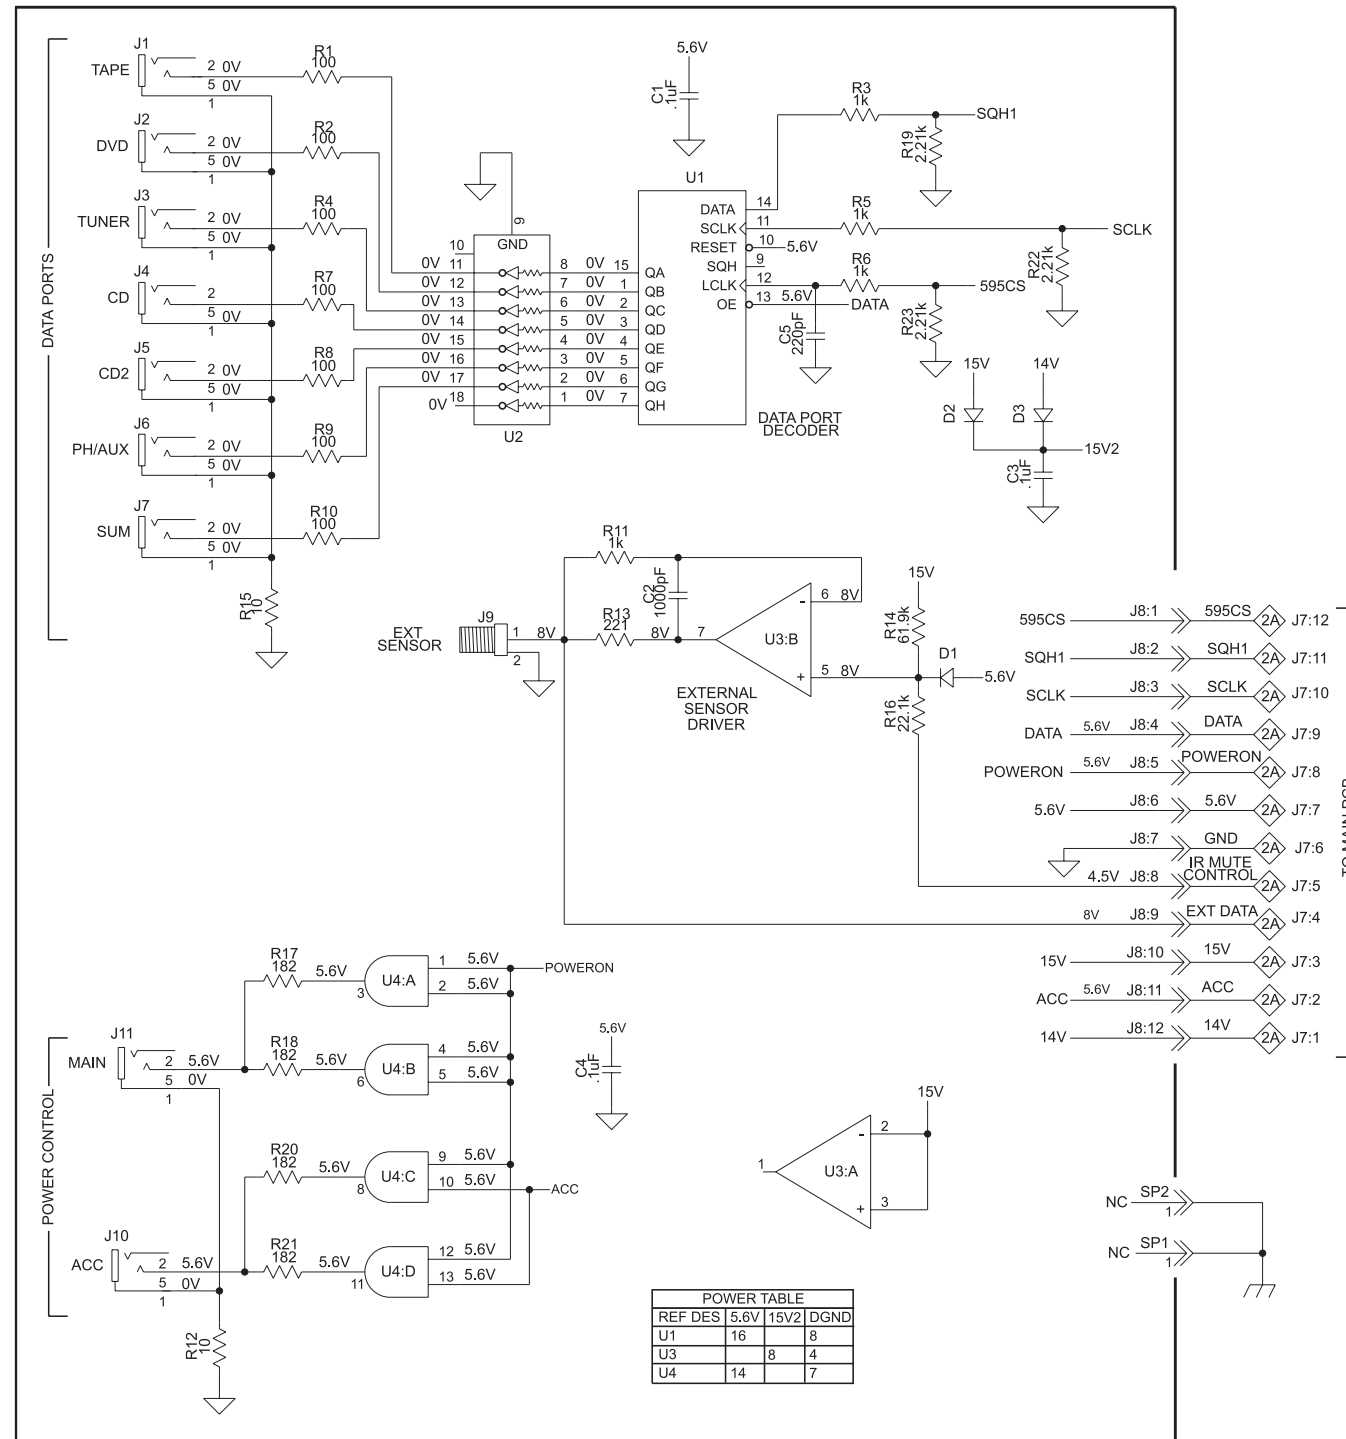 DATA PORTS
J1
TAPE
2 0V
5 0V
1
R1
100
J2
DVD
2 0V
5 0V
1
R2
100
J3
TUNER
2 0V
5 0V
1
R4
100
J4
CD
2
5 0V
1
R7
100
J5
CD2
2 0V
5 0V
1
R8
100
J6
PH/AUX
2 0V
5 0V
1
R9
100
J7
SUM
2 0V
5 0V
1
R10
100
R15
10
5.6V
C1
.1uF
9
GND
10
0V 11
0V 12
0V 13
0V 14
0V 15
0V 16
0V 17
0V 18
U2
8 0V 15
7 0V 1
6 0V 2
5 0V 3
4 0V 4
3 0V 5
2 0V 6
1 0V 7
U1
QA
QB
QC
QD
QE
QF
QG
QH
DATA 14
SCLK 11
RESET 10 5.6V
SQH 9
LCLK 12
OE 13 5.6V DATA
DATA PORT
DECODER
R3
1k
SQH1
R19
2.21k
R5
1k
SCLK
R22
2.21k
R6
1k
595CS
R23
2.21k
C5
220pF
15V 14V
D2
D3
15V2
C3
.1uF
R11
1k
C2
1000pF
R13
221
J9
EXT
SENSOR
1 8V
2
8V 7
U3:B
-
+
6 8V
5 8V
EXTERNAL
SENSOR
DRIVER
15V
R14
61.9k
D1
5.6V
R16
22.1k
595CS J8:1 595CS 2A J7:12
SQH1 J8:2 SQH1 2A J7:11
SCLK J8:3 SCLK 2A J7:10
DATA 5.6V J8:4 DATA 2A J7:9
POWERON 5.6V J8:5 POWERON 2A J7:8
5.6V J8:6 5.6V 2A J7:7
J8:7 GND 2A J7:6
4.5V J8:8 IR MUTE
CONTROL 2A J7:5
8V J8:9 EXT DATA 2A J7:4
15V J8:10 15V 2A J7:3
ACC 5.6V J8:11 ACC 2A J7:2
14V J8:12 14V 2A J7:1
POWER CONTROL
J11
MAIN
2 5.6V
5 0V
1
J10
ACC
2 5.6V
5 0V
1
R12
10
R17
182
5.6V
3
U4:A
1 5.6V
2 5.6V
POWERON
R18
182
5.6V
6
U4:B
4 5.6V
5 5.6V
R20
182
5.6V
8
U4:C
9 5.6V
10 5.6V
ACC
R21
182
5.6V
11
U4:D
12 5.6V
13 5.6V
5.6V
C4
.1uF
15V
1
U3:A
-
+
2
3
NC SP2
1
NC SP1
1
POWER TABLE
REF DES 5.6V 15V2 DGND
U1 16 8
U3 8 4
U4 14 7